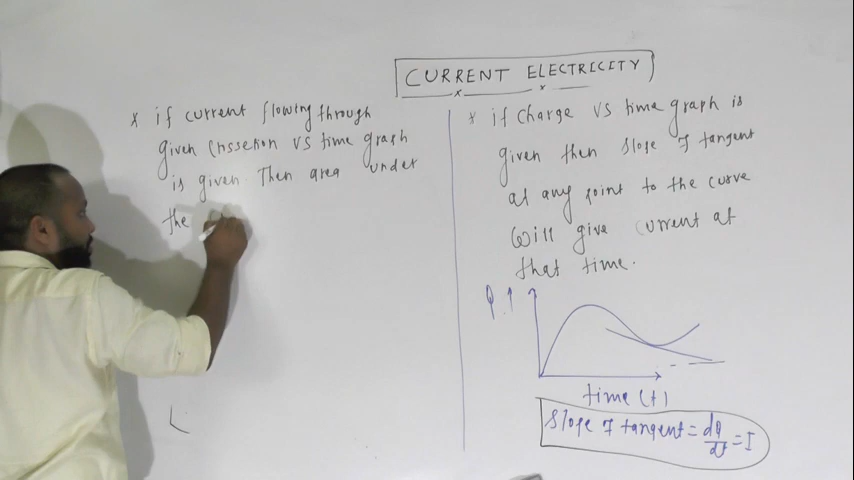 CURRENT ELECTRICITY
x if current flowing through
given Crssetion vs time graph
is given Then area under
the
x if Charge vs time graph is
given then slope of tangent
at any point to the curve
will give current at
that time.
time (t)
slope of tangent = dq/dt = I